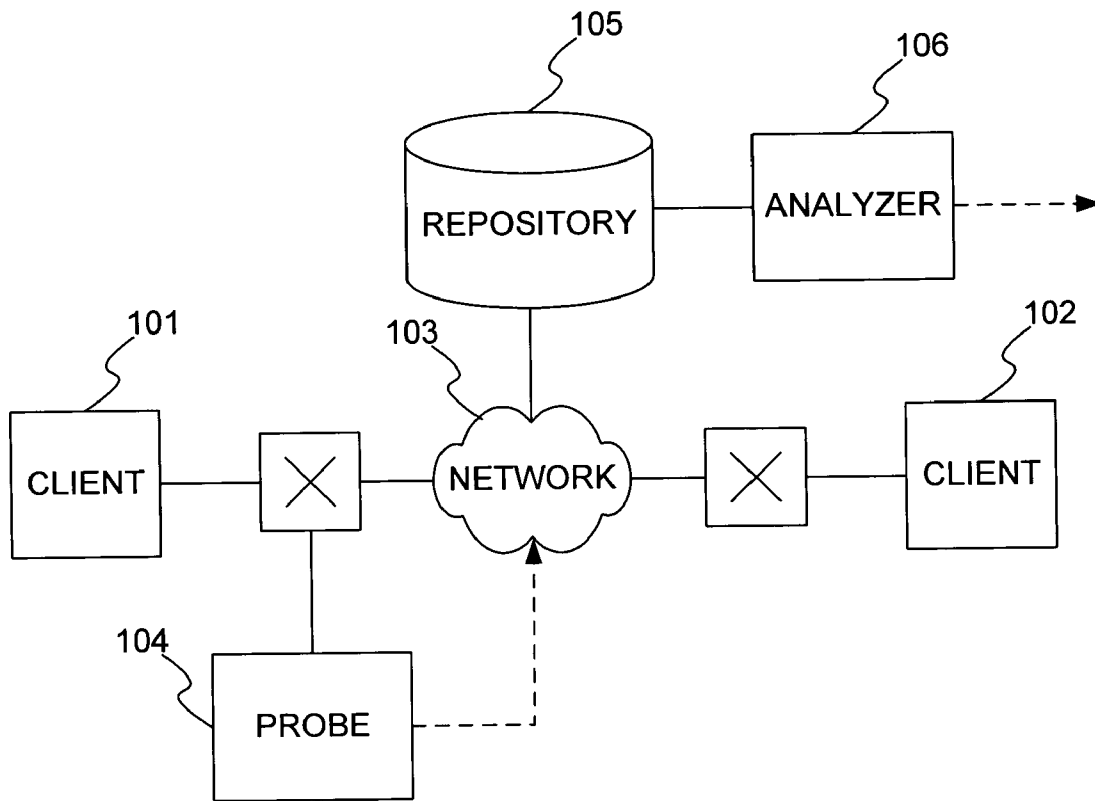 105
106
REPOSITORY
ANALYZER
101
103
102
CLIENT
NETWORK
CLIENT
104
PROBE